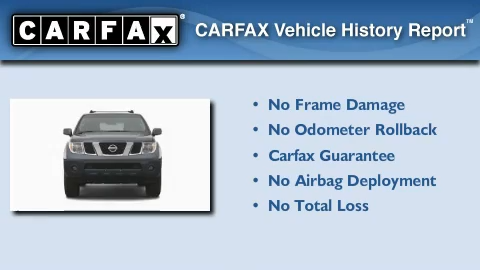 CARFAX® CARFAX Vehicle History Report™
• No Frame Damage
• No Odometer Rollback
• Carfax Guarantee
• No Airbag Deployment
• No Total Loss